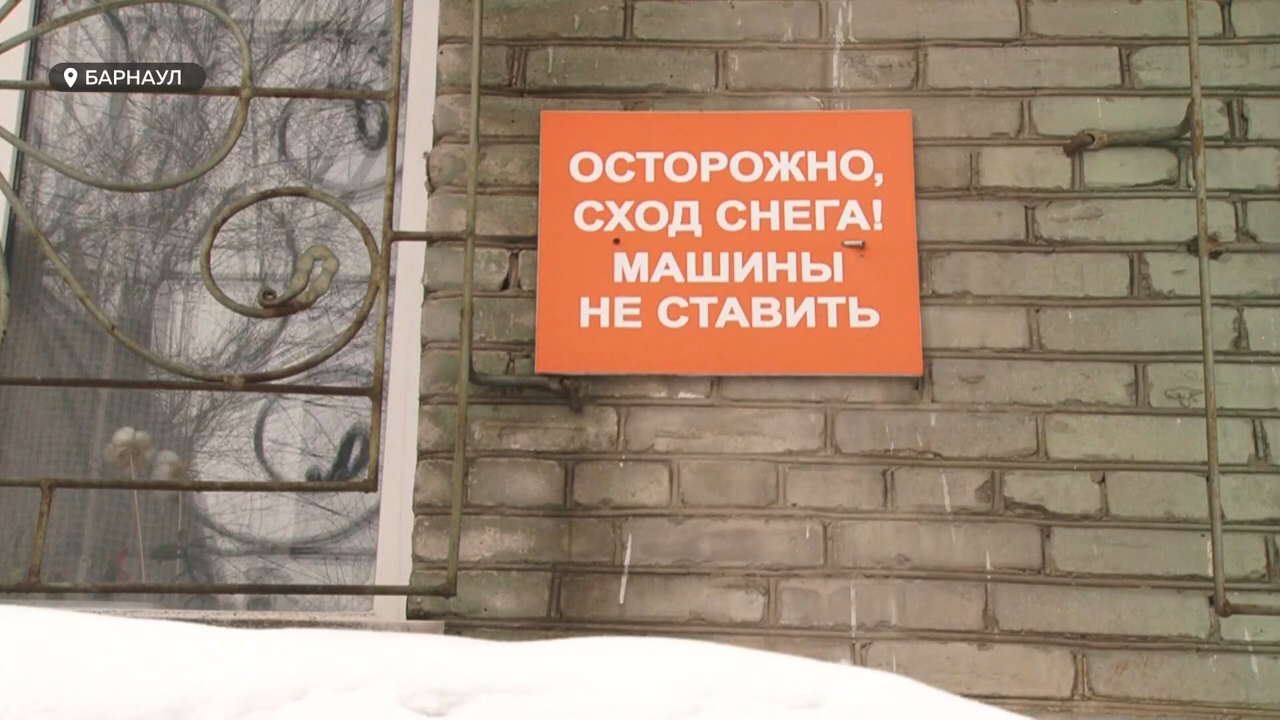 БАРНАУЛ
ОСТОРОЖНО,
СХОД СНЕГА!
МАШИНЫ
НЕ СТАВИТЬ